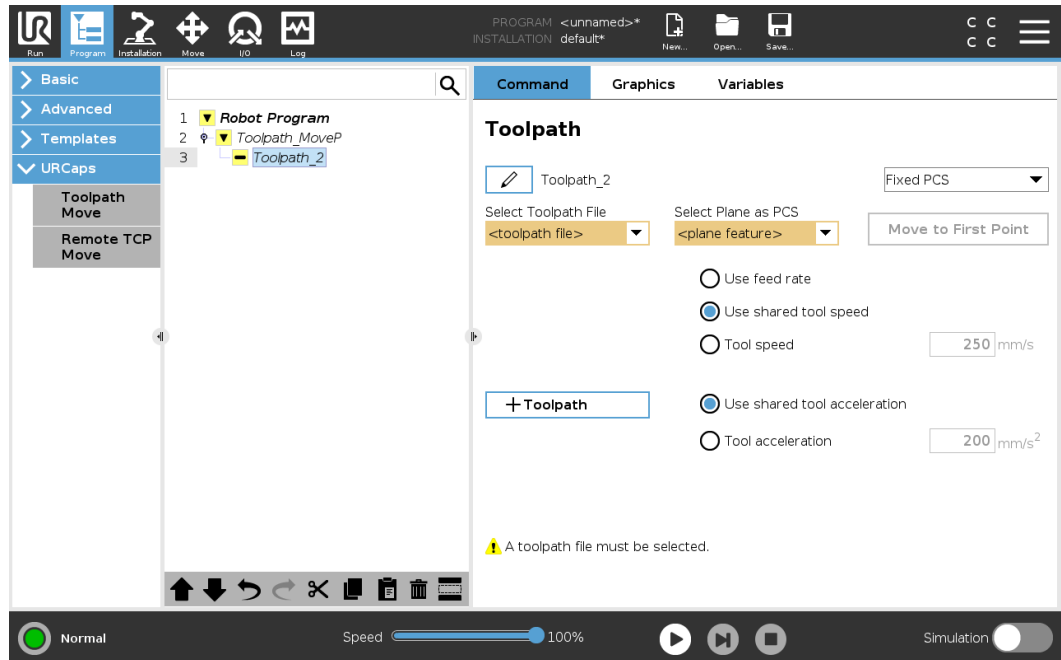 UR
PROGRAM <unnamed>*
INSTALLATION default*
C C
C C
Run Program Installation Move I/O Log New... Open... Save...
Basic
Advanced
Templates
URCaps
Toolpath
Move
Remote TCP
Move
1 Robot Program
2 Toolpath_MoveP
3 Toolpath_2
Command Graphics Variables
Toolpath
Toolpath_2 Fixed PCS
Select Toolpath File Select Plane as PCS
<toolpath file> <plane feature> Move to First Point
Use feed rate
Use shared tool speed
Tool speed 250 mm/s
+Toolpath Use shared tool acceleration
Tool acceleration 200 mm/s²
A toolpath file must be selected.
Normal Speed 100% Simulation